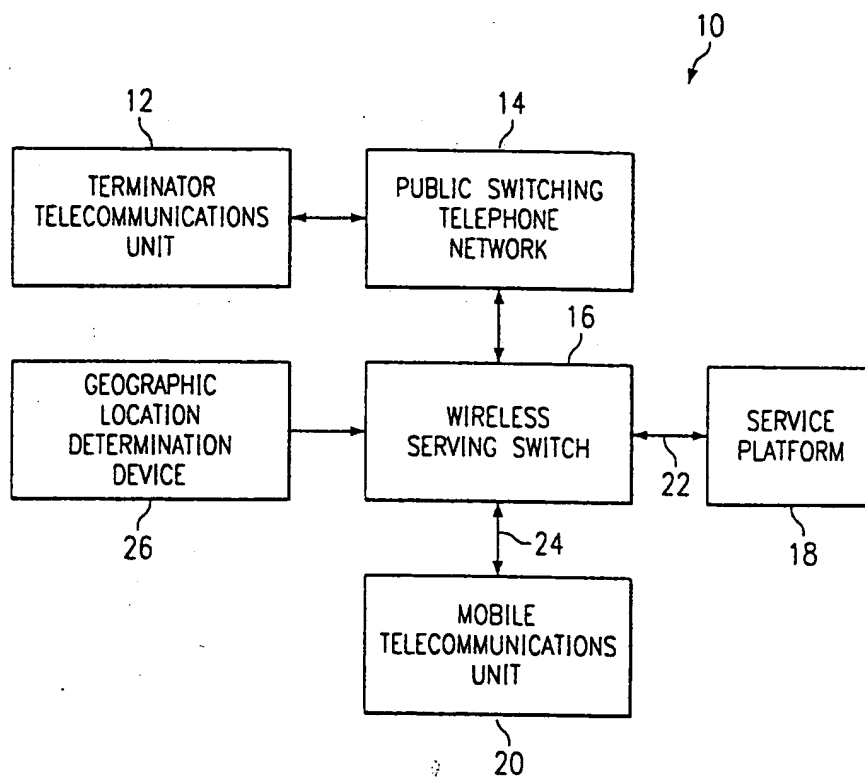 10
12
14
TERMINATOR
TELECOMMUNICATIONS
UNIT
PUBLIC SWITCHING
TELEPHONE
NETWORK
16
GEOGRAPHIC
LOCATION
DETERMINATION
DEVICE
WIRELESS
SERVING SWITCH
SERVICE
PLATFORM
22
26
24
18
MOBILE
TELECOMMUNICATIONS
UNIT
20